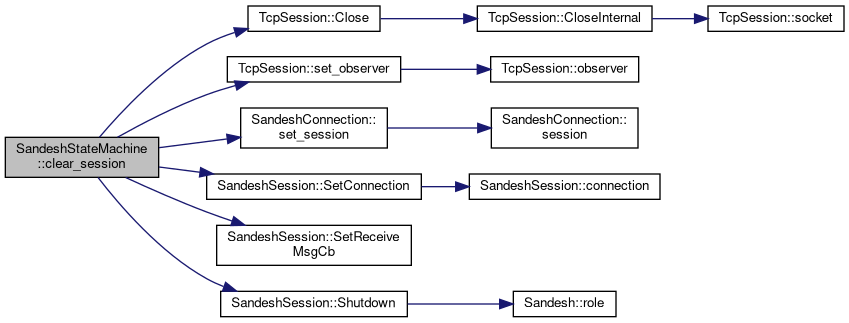 TcpSession::Close
TcpSession::CloseInternal
TcpSession::socket
TcpSession::set_observer
TcpSession::observer
SandeshConnection::
set_session
SandeshConnection::
session
SandeshStateMachine
::clear_session
SandeshSession::SetConnection
SandeshSession::connection
SandeshSession::SetReceive
MsgCb
SandeshSession::Shutdown
Sandesh::role